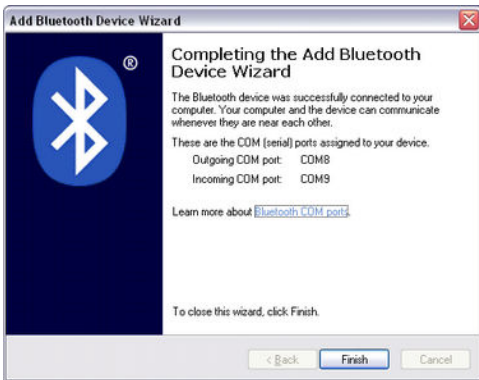 Add Bluetooth Device Wizard
®
Completing the Add Bluetooth
Device Wizard
The Bluetooth device was successfully connected to your
computer. Your computer and the device can communicate
whenever they are near each other.
These are the COM (serial) ports assigned to your device.
Outgoing COM port: COM8
Incoming COM port: COM9
Learn more about Bluetooth COM ports.
To close this wizard, click Finish.
< Back Finish Cancel